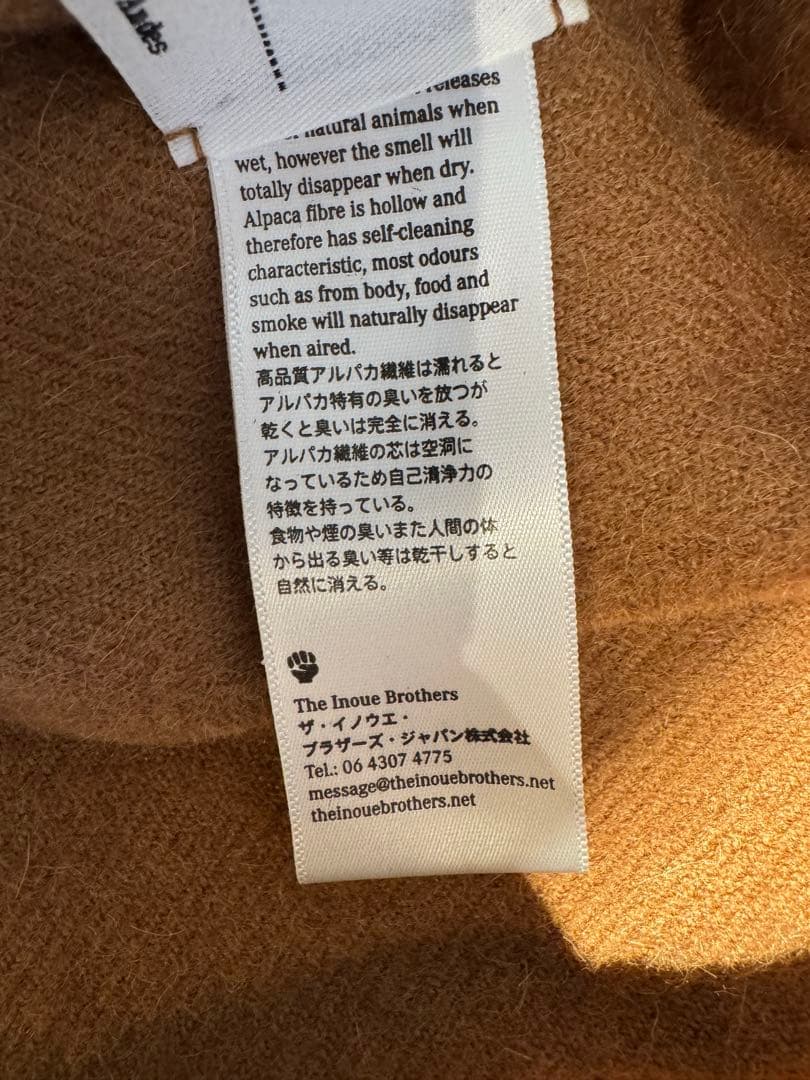 Andes
releases
natural animals when
wet, however the smell will
totally disappear when dry.
Alpaca fibre is hollow and
therefore has self-cleaning
characteristic, most odours
such as from body, food and
smoke will naturally disappear
when aired.
高品質アルパカ繊維は濡れると
アルパカ特有の臭いを放つが
乾くと臭いは完全に消える。
アルパカ繊維の芯は空洞に
なっているため自己清浄力の
特徴を持っている。
食物や煙の臭いまた人間の体
から出る臭い等は乾干しすると
自然に消える。
The Inoue Brothers
ザ・イノウエ・
ブラザーズ・ジャパン株式会社
Tel.: 06 4307 4775
message@theinouebrothers.net
theinouebrothers.net